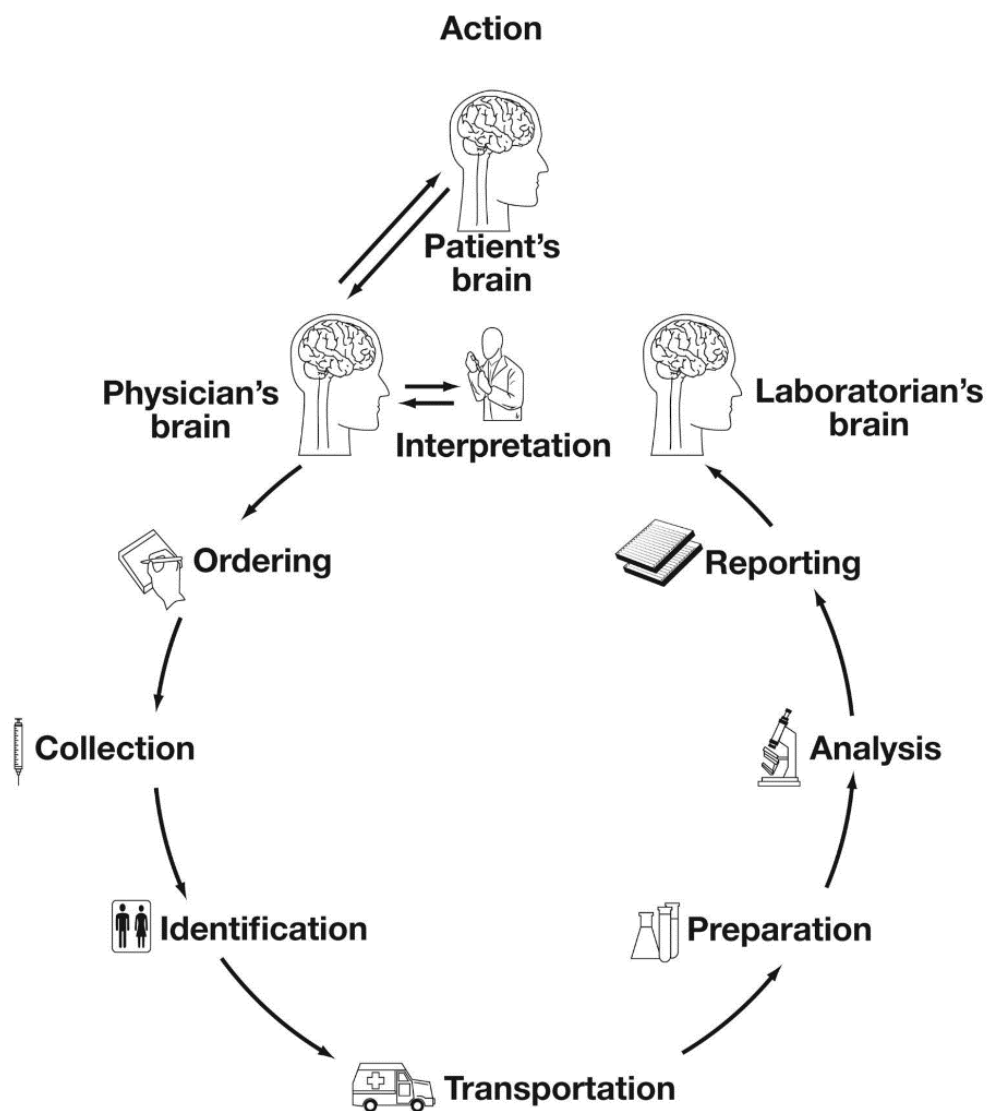 Action
Patient's
brain
Physician's
brain
Interpretation
Laboratorian's
brain
Ordering
Reporting
Collection
Analysis
Identification
Preparation
Transportation